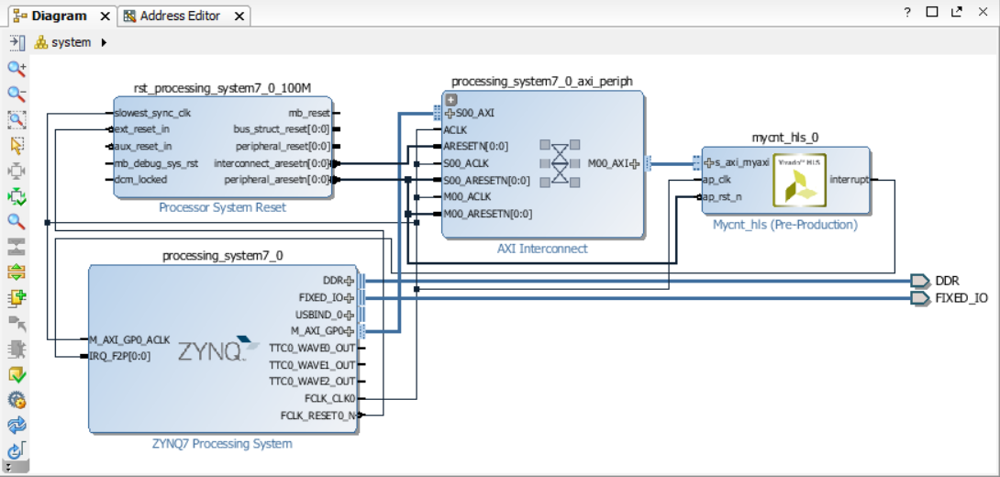 Diagram
Address Editor
?
system
rst_processing_system7_0_100M
slowest_sync_clk
ext_reset_in
aux_reset_in
mb_debug_sys_rst
dcm_locked
mb_reset
bus_struct_reset[0:0]
peripheral_reset[0:0]
interconnect_aresetn[0:0]
peripheral_aresetn[0:0]
Processor System Reset
processing_system7_0_axi_periph
S00_AXI
ACLK
ARESETN[0:0]
S00_ACLK
S00_ARESETN[0:0]
M00_ACLK
M00_ARESETN[0:0]
M00_AXI
AXI Interconnect
mycnt_hls_0
s_axi_myaxi
ap_clk
ap_rst_n
Vivado™ HLS
interrupt
Mycnt_hls (Pre-Production)
processing_system7_0
M_AXI_GP0_ACLK
IRQ_F2P[0:0]
ZYNQ
DDR
FIXED_IO
USBIND_0
M_AXI_GP0
TTC0_WAVE0_OUT
TTC0_WAVE1_OUT
TTC0_WAVE2_OUT
FCLK_CLK0
FCLK_RESET0_N
ZYNQ7 Processing System
DDR
FIXED_IO